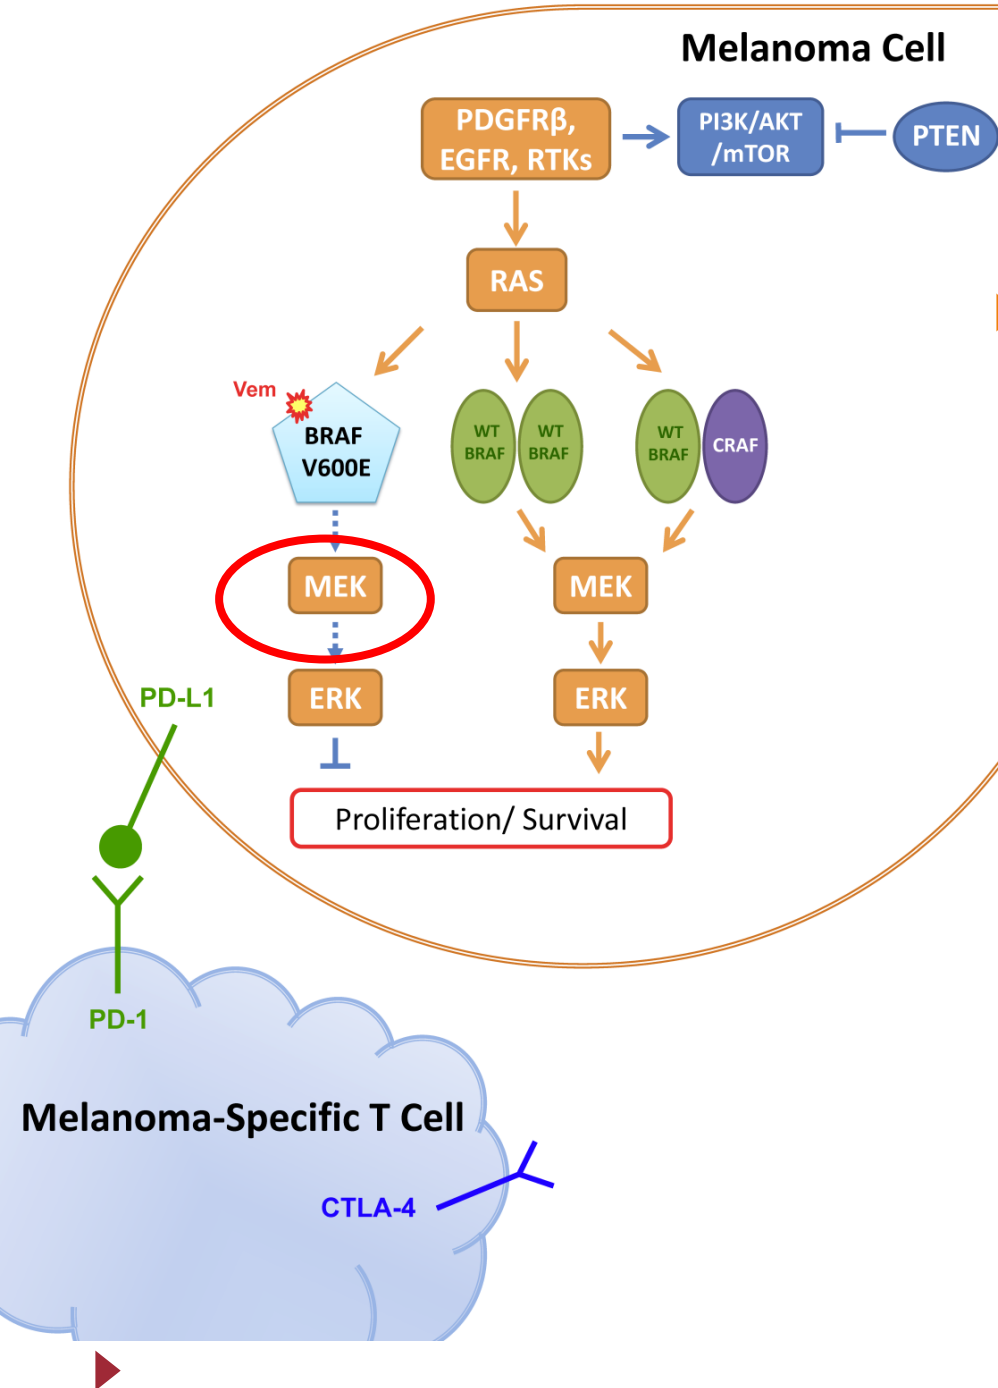 Melanoma Cell
PDGFRβ,
EGFR, RTKs
PI3K/AKT
/mTOR
PTEN
RAS
Vem
BRAF
V600E
WT
BRAF
WT
BRAF
WT
BRAF
CRAF
MEK
MEK
ERK
ERK
PD-L1
Proliferation/ Survival
PD-1
Melanoma-Specific T Cell
CTLA-4